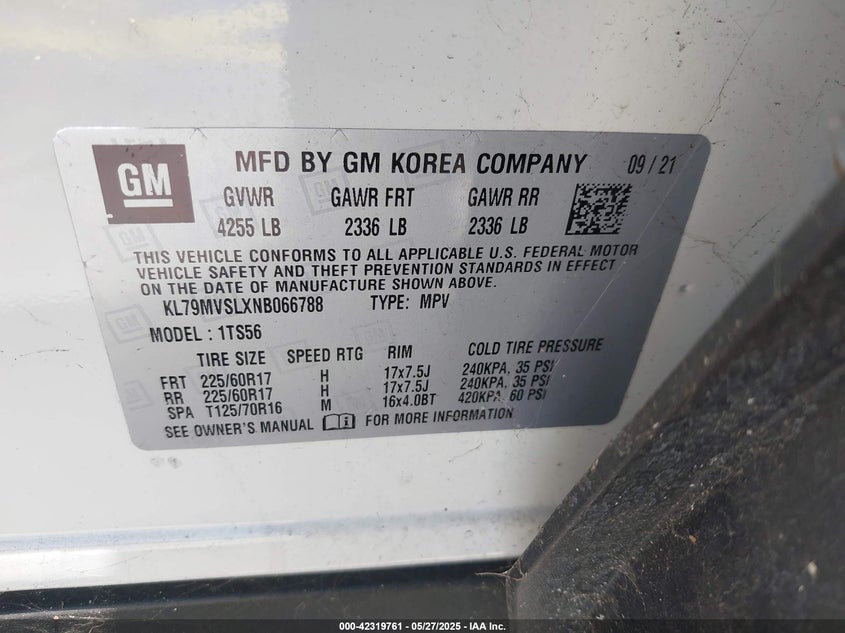 GM MFD BY GM KOREA COMPANY 09 / 21
GVWR GAWR FRT GAWR RR
4255 LB 2336 LB 2336 LB
THIS VEHICLE CONFORMS TO ALL APPLICABLE U.S. FEDERAL MOTOR
VEHICLE SAFETY AND THEFT PREVENTION STANDARDS IN EFFECT
ON THE DATE OF MANUFACTURE SHOWN ABOVE.
KL79MVSLXNB066788 TYPE: MPV
MODEL : 1TS56
TIRE SIZE SPEED RTG RIM COLD TIRE PRESSURE
FRT 225/60R17 H 17x7.5J 240KPA, 35 PSI
RR 225/60R17 H 17x7.5J 240KPA, 35 PSI
SPA T125/70R16 M 16x4.0BT 420KPA, 60 PSI
SEE OWNER'S MANUAL FOR MORE INFORMATION
000-42319761 — 05/27/2025 — IAA Inc.